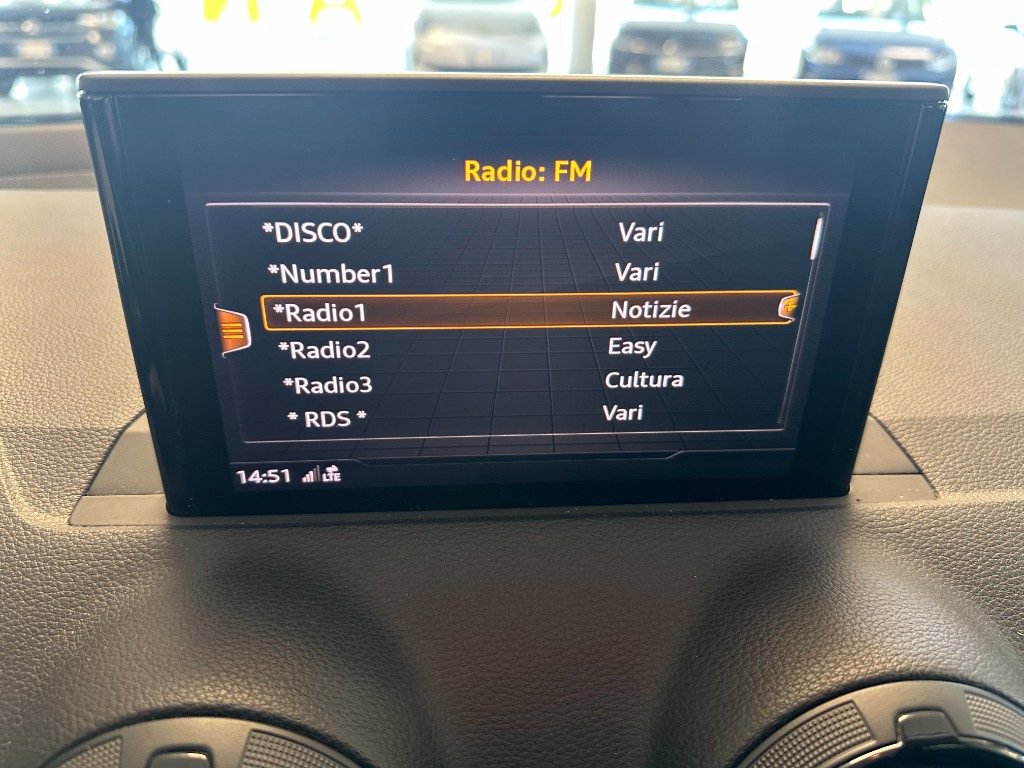 Radio: FM
*DISCO* Vari
*Number1 Vari
*Radio1 Notizie
*Radio2 Easy
*Radio3 Cultura
* RDS * Vari
14:51 LTE